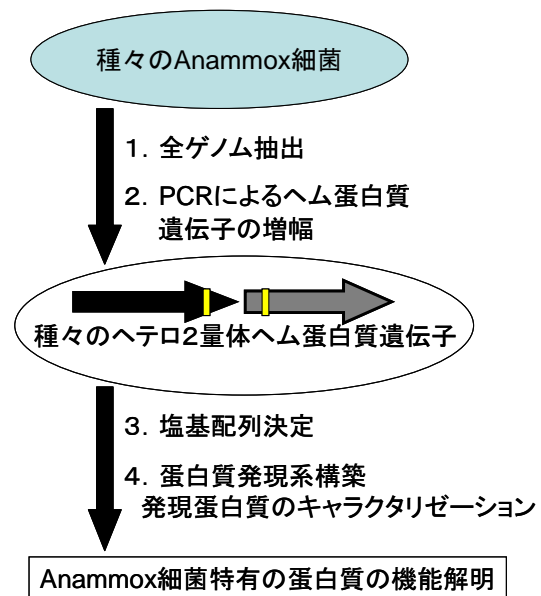 種々のAnammox細菌
1．全ゲノム抽出
2．PCRによるヘム蛋白質
遺伝子の増幅
種々のヘテロ2量体ヘム蛋白質遺伝子
3．塩基配列決定
4．蛋白質発現系構築
発現蛋白質のキャラクタリゼーション
Anammox細菌特有の蛋白質の機能解明